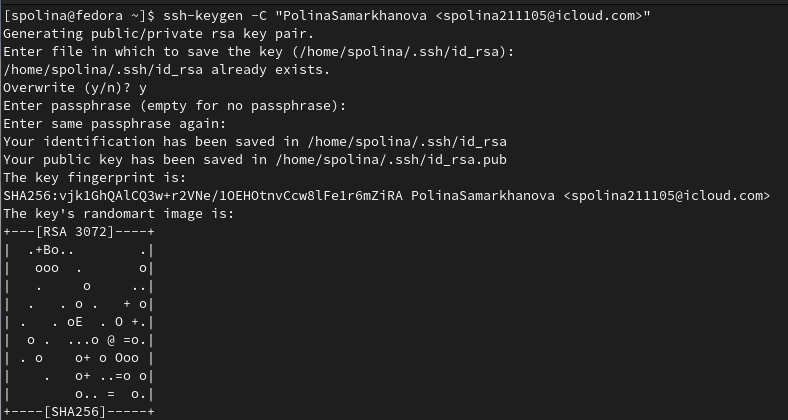 [spolina@fedora ~]$ ssh-keygen -C "PolinaSamarkhanova <spolina211105@icloud.com>"
Generating public/private rsa key pair.
Enter file in which to save the key (/home/spolina/.ssh/id_rsa):
/home/spolina/.ssh/id_rsa already exists.
Overwrite (y/n)? y
Enter passphrase (empty for no passphrase):
Enter same passphrase again:
Your identification has been saved in /home/spolina/.ssh/id_rsa
Your public key has been saved in /home/spolina/.ssh/id_rsa.pub
The key fingerprint is:
SHA256:vjk1GhQAlCQ3w+r2VNe/1OEHOtnvCcw8lFe1r6mZiRA PolinaSamarkhanova <spolina211105@icloud.com>
The key's randomart image is:
+---[RSA 3072]----+
|  .+Bo..        .|
|   ooo  .       o|
|   .     o     ..|
|  .   . o .   + o|
| .   . oE  . O +.|
|  o .  ...o @ =o.|
| . o    o+ o Ooo |
|    .   o+ ..=o o|
|        o.. =  o.|
+----[SHA256]-----+